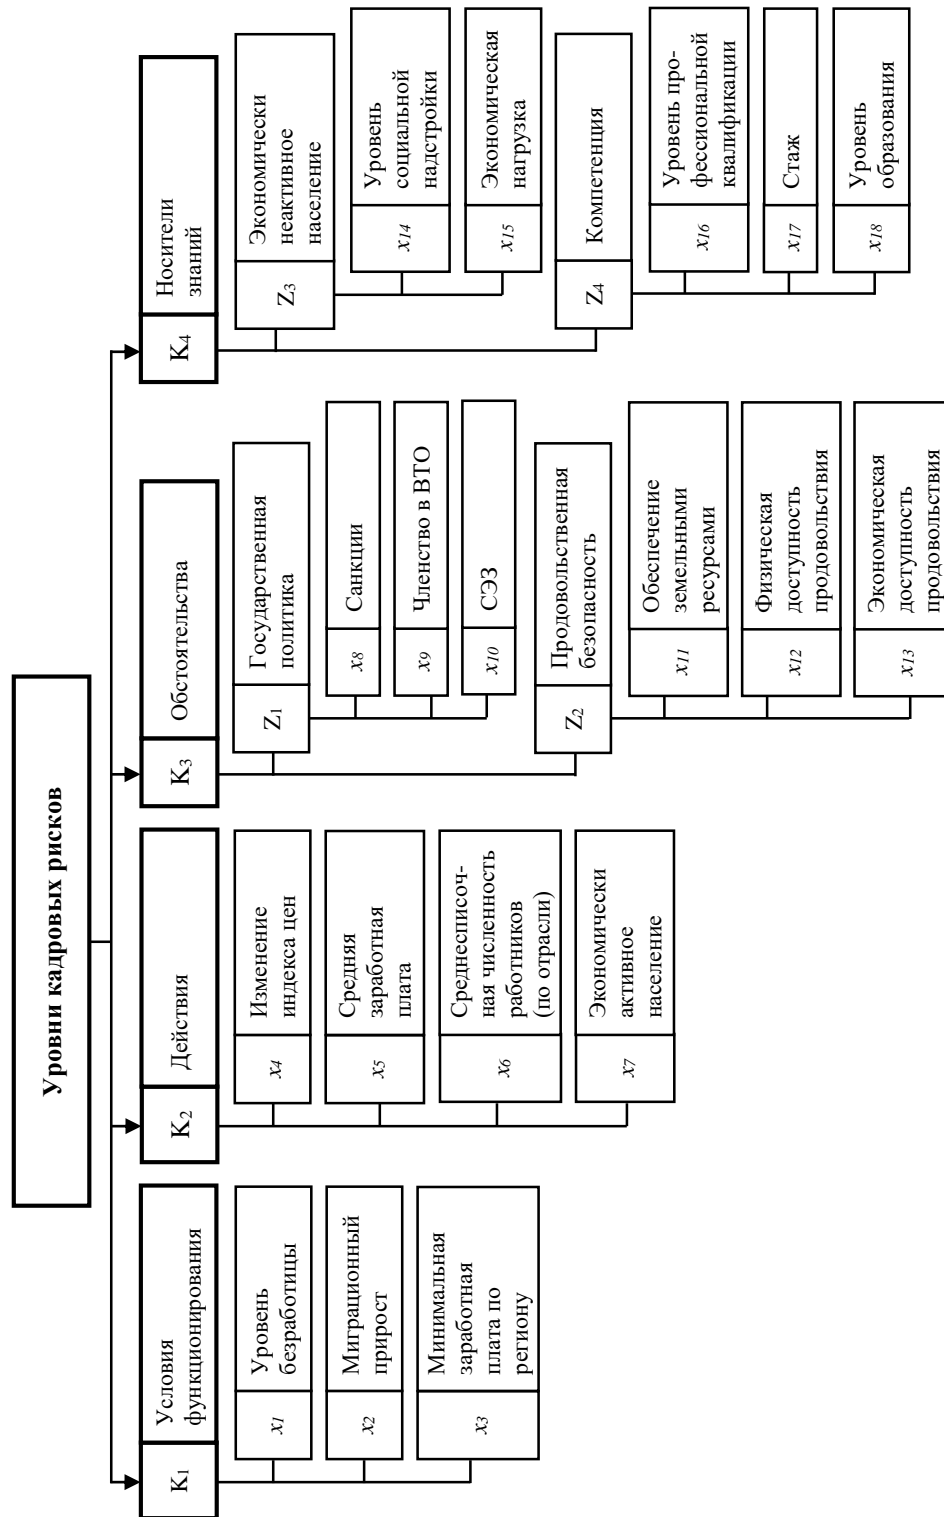 Уровни кадровых рисков
K1
Условия
функционирования
x1
Уровень
безработицы
x2
Миграционный
прирост
x3
Минимальная
заработная
плата по
региону
K2
Действия
x4
Изменение
индекса цен
x5
Средняя
заработная
плата
x6
Среднесписоч-
ная численность
работников
(по отрасли)
x7
Экономически
активное
население
K3
Обстоятельства
Z1
Государственная
политика
x8
Санкции
x9
Членство в ВТО
x10
СЭЗ
Z2
Продовольственная
безопасность
x11
Обеспечение
земельными
ресурсами
x12
Физическая
доступность
продовольствия
x13
Экономическая
доступность
продовольствия
K4
Носители
знаний
Z3
Экономически
неактивное
население
x14
Уровень
социальной
надстройки
x15
Экономическая
нагрузка
Z4
Компетенция
x16
Уровень про-
фессиональной
квалификации
x17
Стаж
x18
Уровень
образования